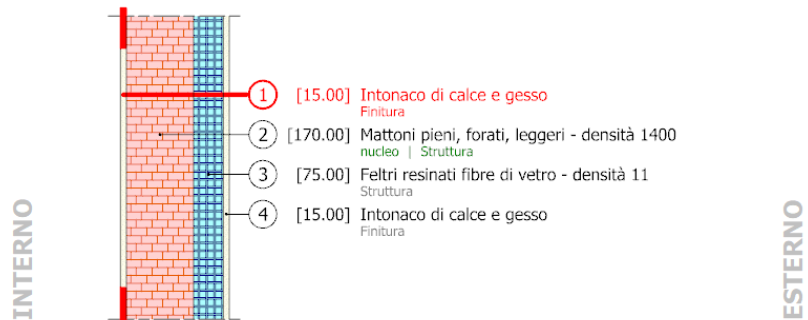 1 [15.00] Intonaco di calce e gesso
Finitura
2 [170.00] Mattoni pieni, forati, leggeri - densità 1400
nucleo | Struttura
3 [75.00] Feltri resinati fibre di vetro - densità 11
Struttura
4 [15.00] Intonaco di calce e gesso
Finitura
INTERNO
ESTERNO